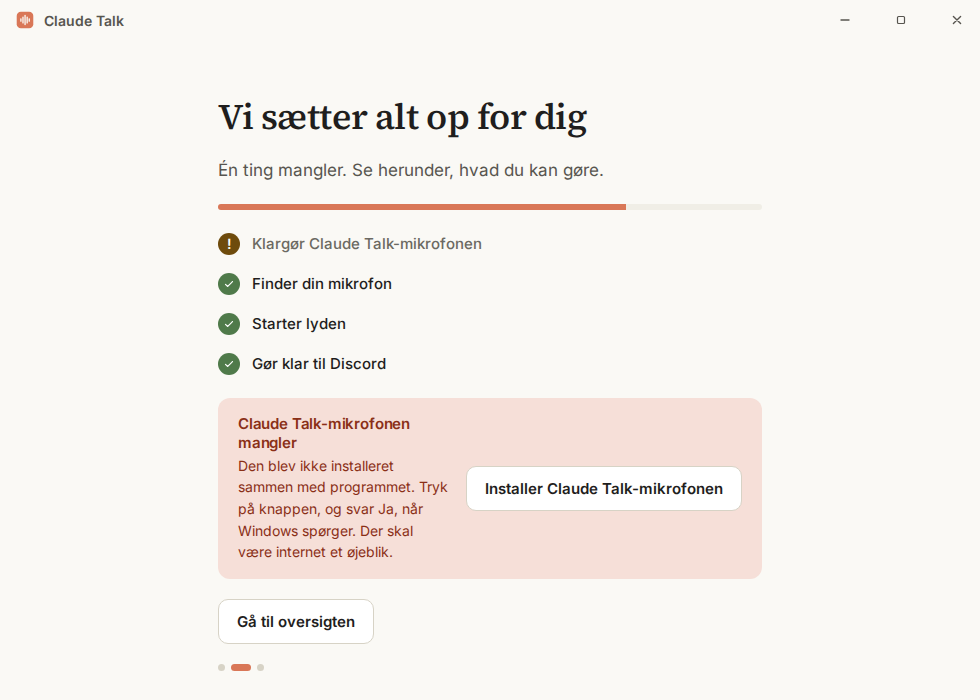 Claude Talk
Vi sætter alt op for dig
Én ting mangler. Se herunder, hvad du kan gøre.
Klargør Claude Talk-mikrofonen
Finder din mikrofon
Starter lyden
Gør klar til Discord
Claude Talk-mikrofonen
mangler
Den blev ikke installeret
sammen med programmet. Tryk
på knappen, og svar Ja, når
Windows spørger. Der skal
være internet et øjeblik.
Installer Claude Talk-mikrofonen
Gå til oversigten